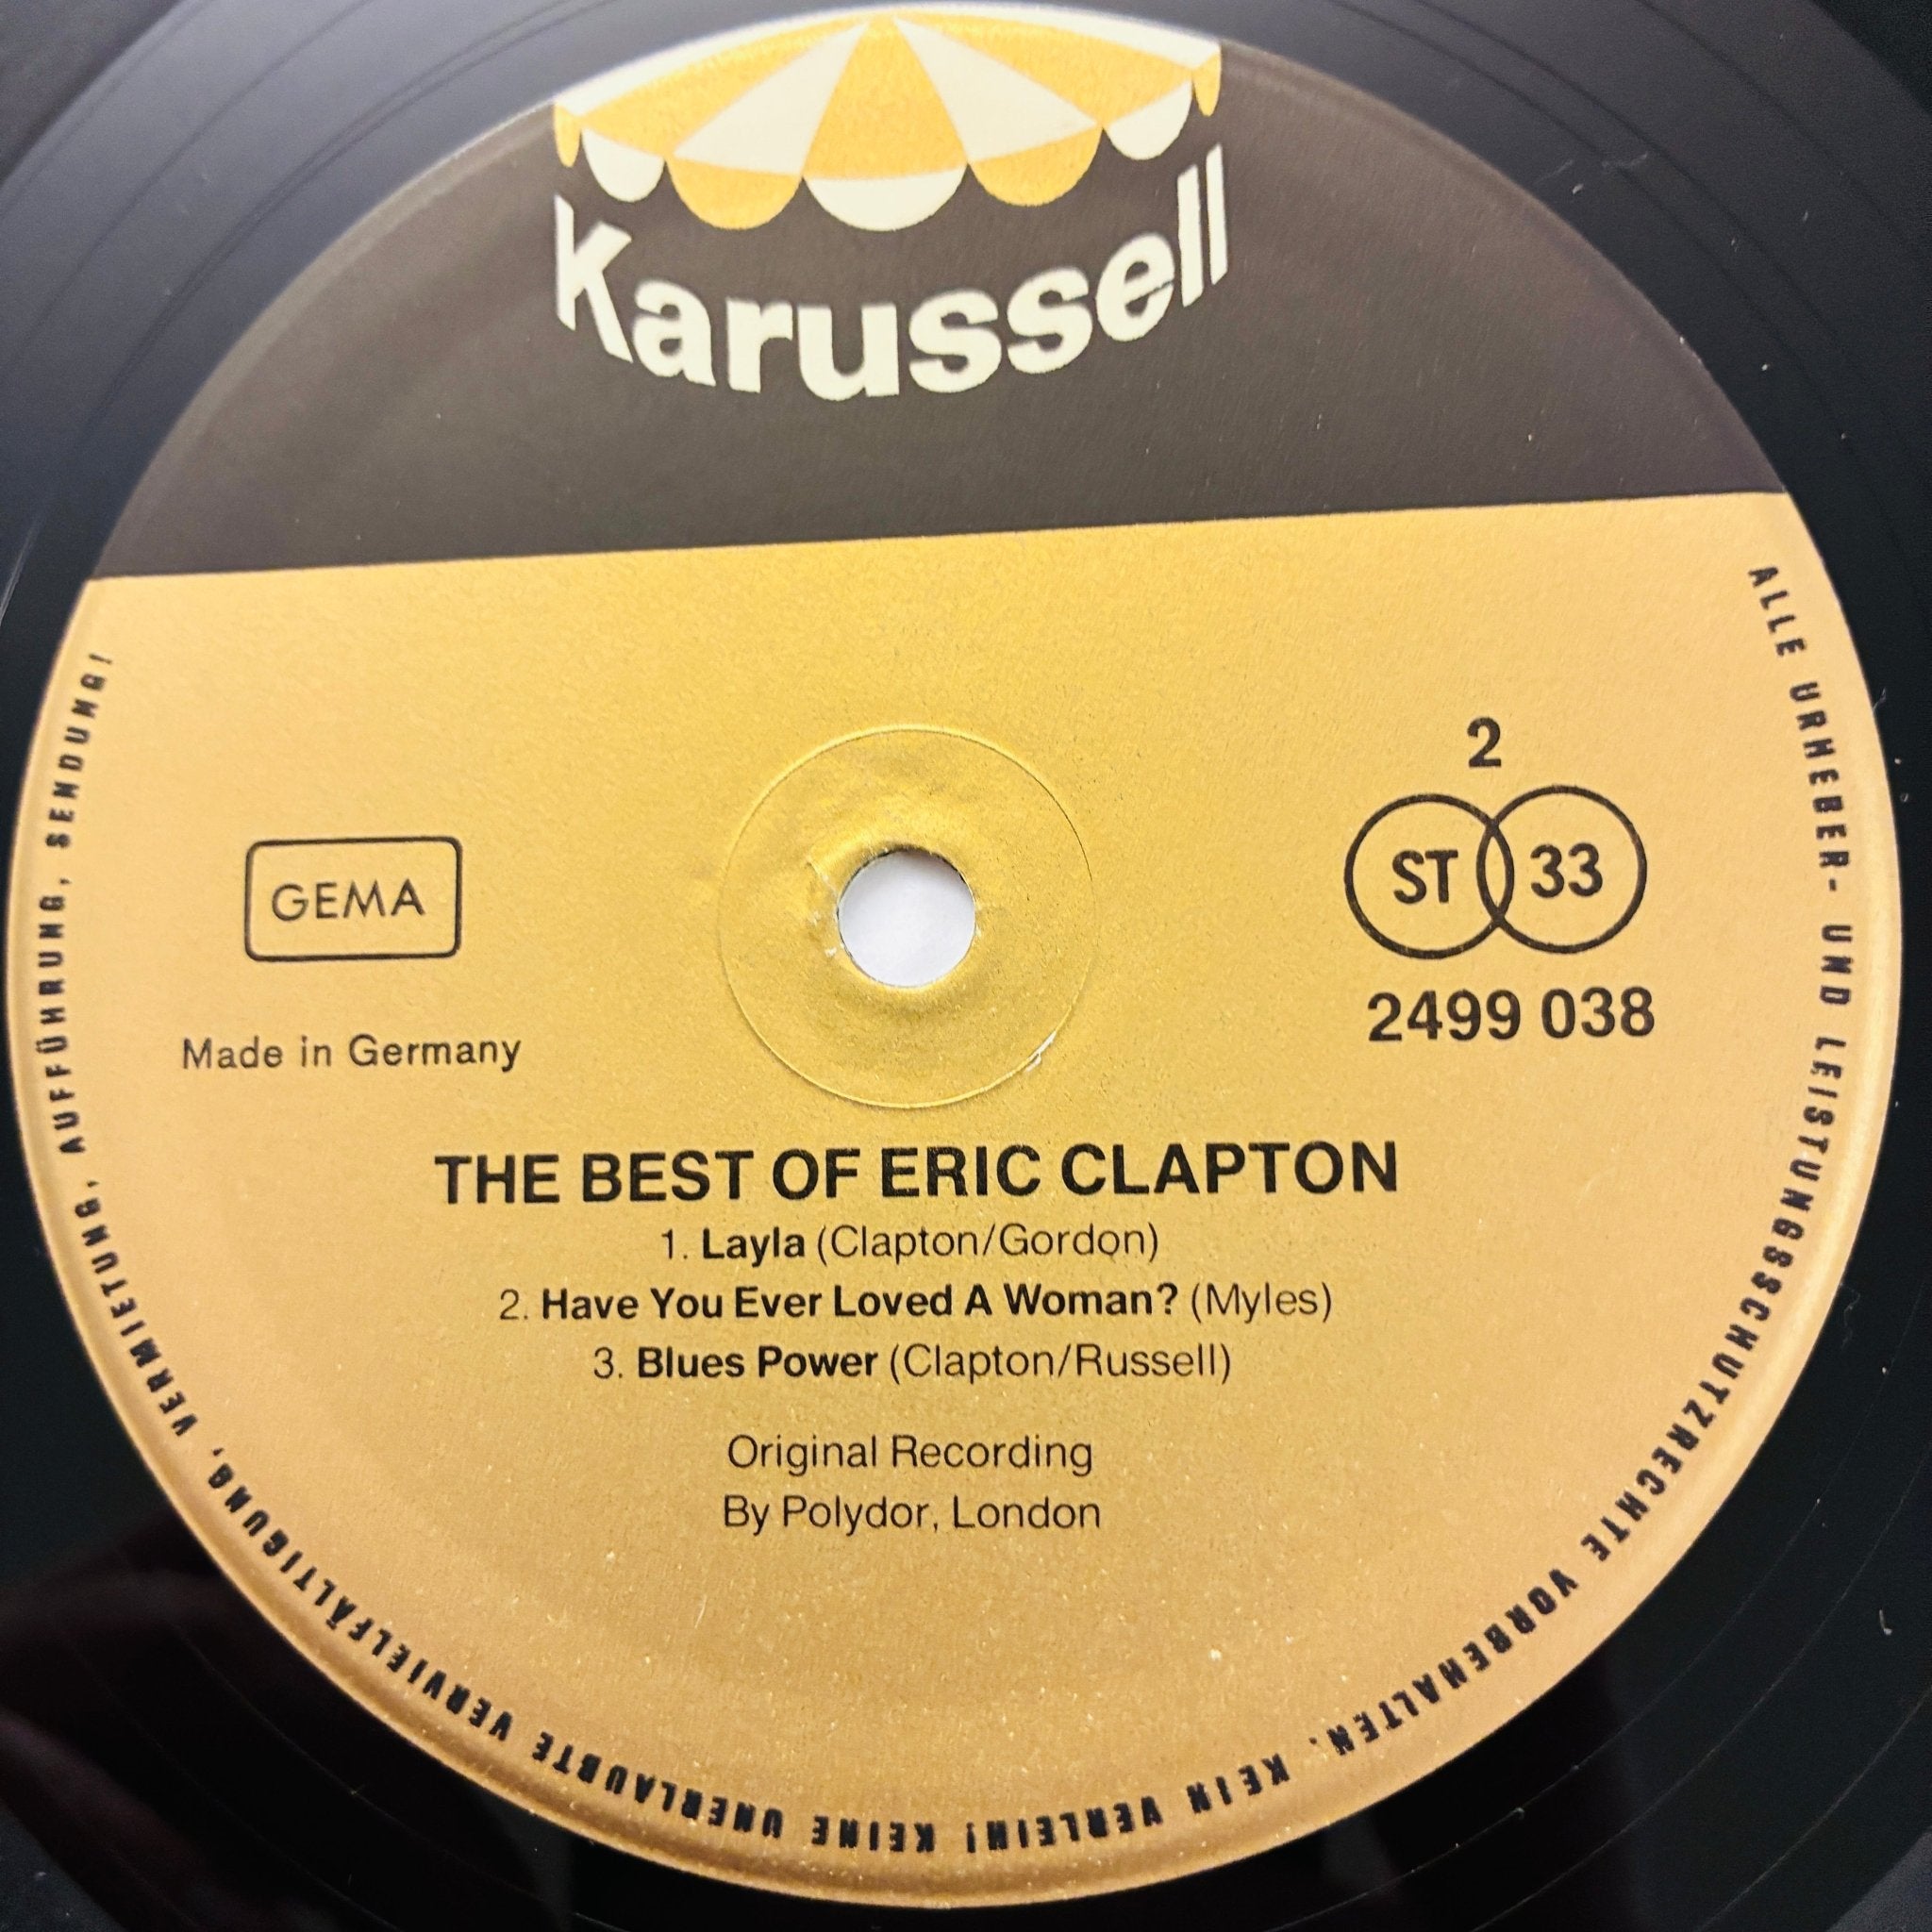 Karussell
2
ST 33
GEMA
2499 038
Made in Germany
THE BEST OF ERIC CLAPTON
1. Layla (Clapton/Gordon)
2. Have You Ever Loved A Woman? (Myles)
3. Blues Power (Clapton/Russell)
Original Recording
By Polydor, London
ALLE URHEBER- UND LEISTUNGSSCHUTZRECHTE VORBEHALTEN. KEIN VERLEIH! KEINE UNERLAUBTE VERVIELFÄLTIGUNG, VERMIETUNG, AUFFÜHRUNG, SENDUNG!